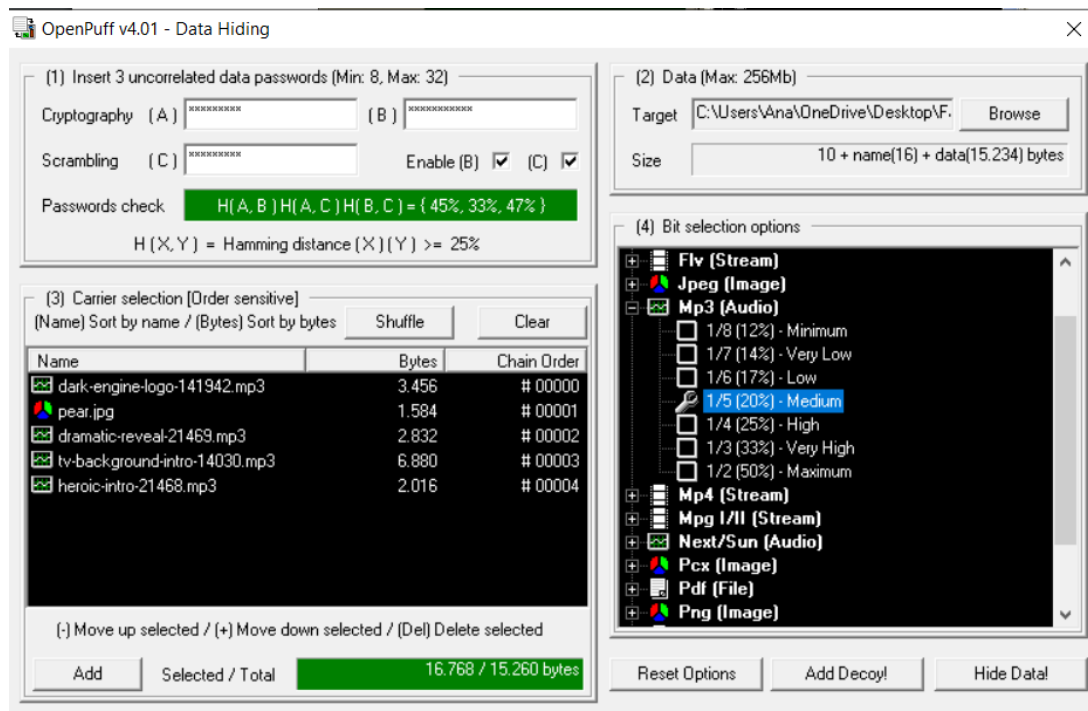 OpenPuff v4.01 - Data Hiding
(1) Insert 3 uncorrelated data passwords (Min: 8, Max: 32)
Cryptography (A) ********* (B) ***********
Scrambling (C) ********* Enable (B) (C)
Passwords check H(A, B) H(A, C) H(B, C) = { 45%, 33%, 47% }
H (X, Y) = Hamming distance (X)(Y) >= 25%
(2) Data (Max: 256Mb)
Target C:\Users\Ana\OneDrive\Desktop\F. Browse
Size 10 + name(16) + data(15.234) bytes
(3) Carrier selection [Order sensitive]
(Name) Sort by name / (Bytes) Sort by bytes Shuffle Clear
Name Bytes Chain Order
dark-engine-logo-141942.mp3 3.456 # 00000
pear.jpg 1.584 # 00001
dramatic-reveal-21469.mp3 2.832 # 00002
tv-background-intro-14030.mp3 6.880 # 00003
heroic-intro-21468.mp3 2.016 # 00004
(-) Move up selected / (+) Move down selected / (Del) Delete selected
Add Selected / Total 16.768 / 15.260 bytes
(4) Bit selection options
Flv (Stream)
Jpeg (Image)
Mp3 (Audio)
1/8 (12%) - Minimum
1/7 (14%) - Very Low
1/6 (17%) - Low
1/5 (20%) - Medium
1/4 (25%) - High
1/3 (33%) - Very High
1/2 (50%) - Maximum
Mp4 (Stream)
Mpg I/II (Stream)
Next/Sun (Audio)
Pcx (Image)
Pdf (File)
Png (Image)
Reset Options Add Decoy! Hide Data!